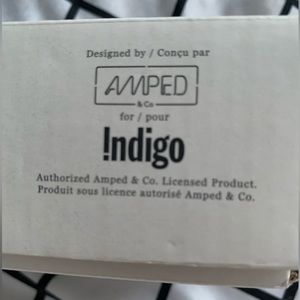 Designed by / Conçu par
AMPED
& Co
for / pour
!ndigo
Authorized Amped & Co. Licensed Product.
Produit sous licence autorisé Amped & Co.